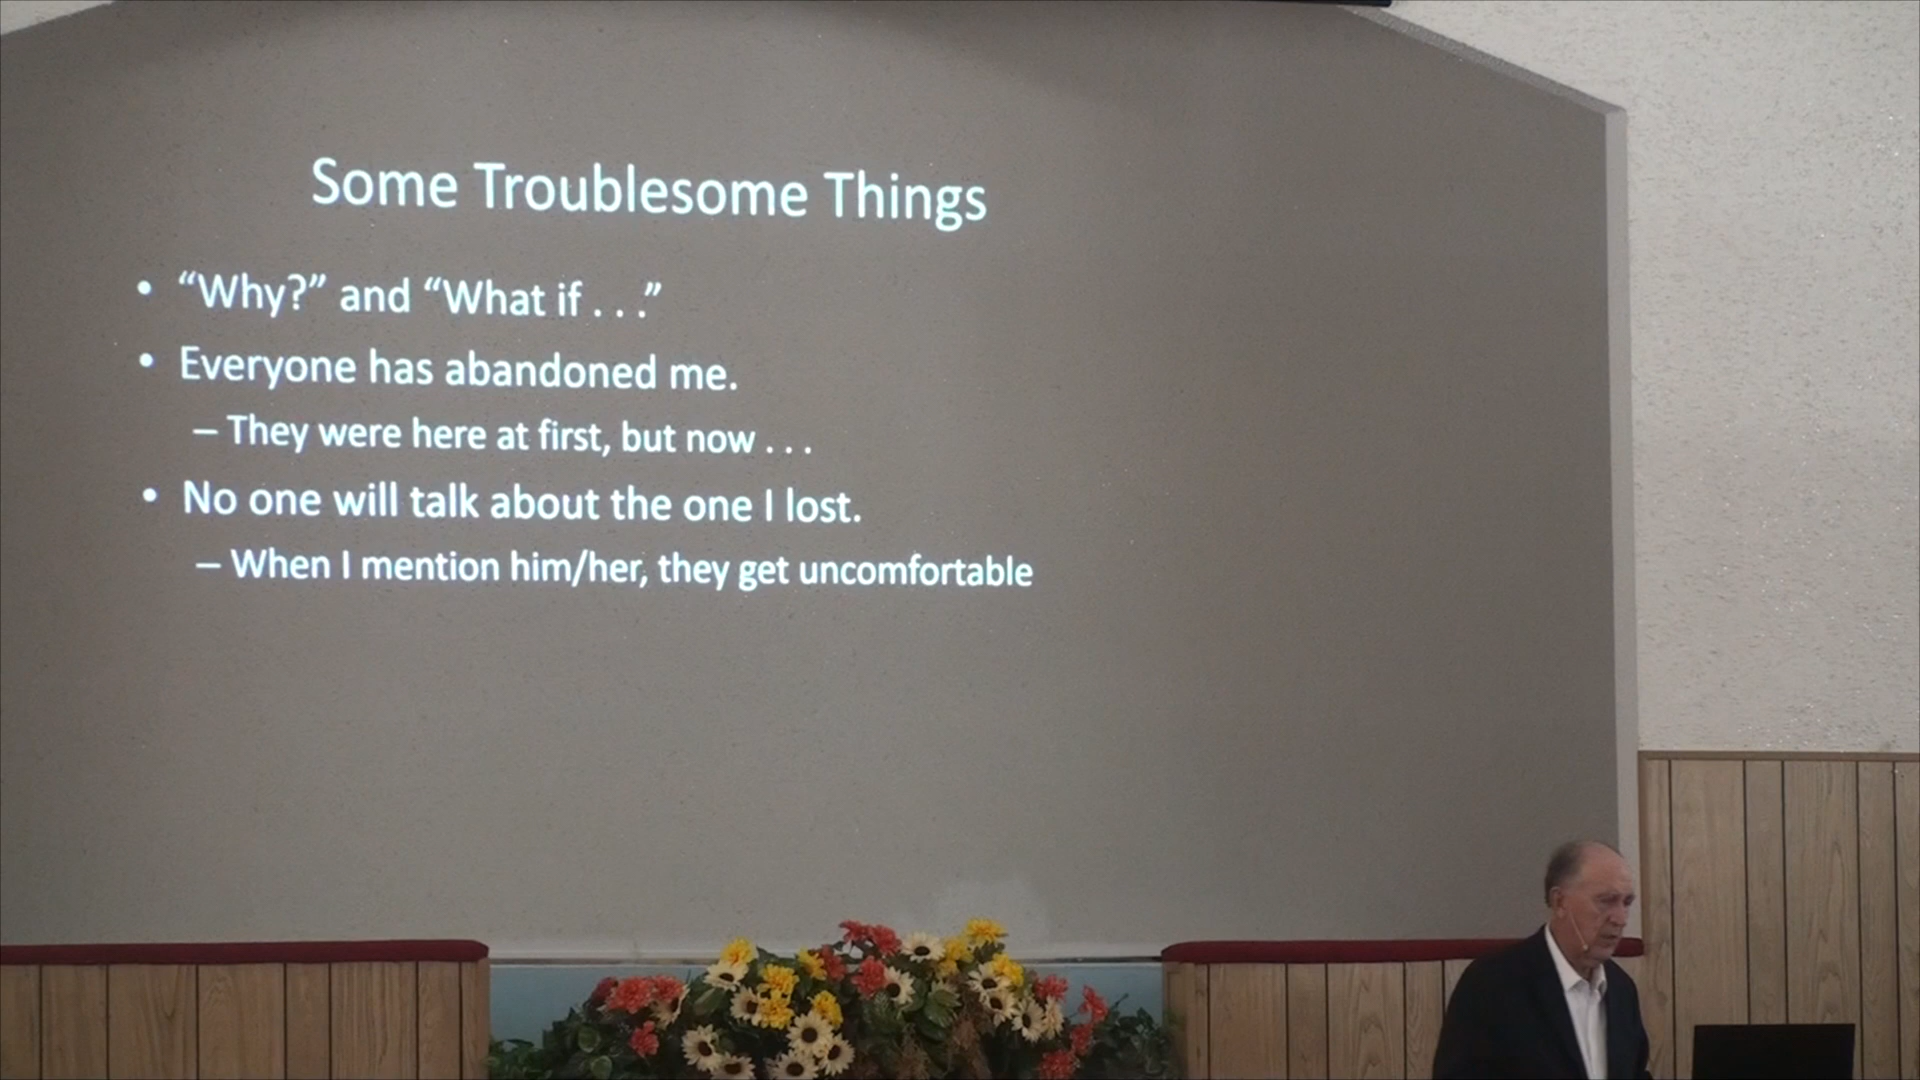 Some Troublesome Things
• “Why?” and “What if . . .”
• Everyone has abandoned me.
– They were here at first, but now . . .
• No one will talk about the one I lost.
– When I mention him/her, they get uncomfortable